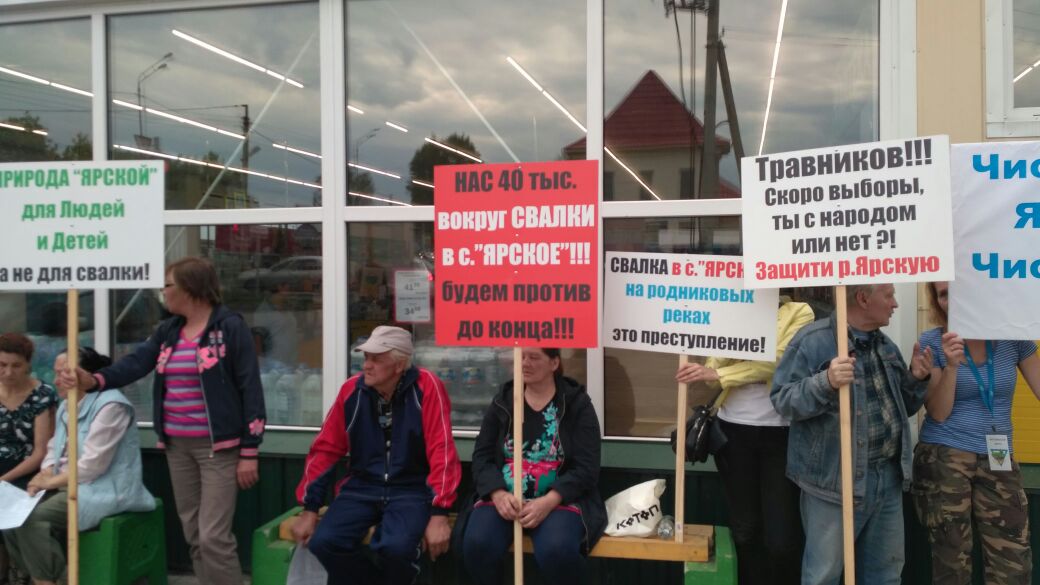 ПРИРОДА "ЯРСКОЙ"
для Людей
и Детей
а не для свалки!
НАС 40 тыс.
вокруг СВАЛКИ
в с."ЯРСКОЕ"!!!
будем против
до конца!!!
СВАЛКА в с."ЯРСК
на родниковых
реках
это преступление!
Травников!!!
Скоро выборы,
ты с народом
или нет ?!
Защити р.Ярскую
Чис
Я
Чис
КОТОП